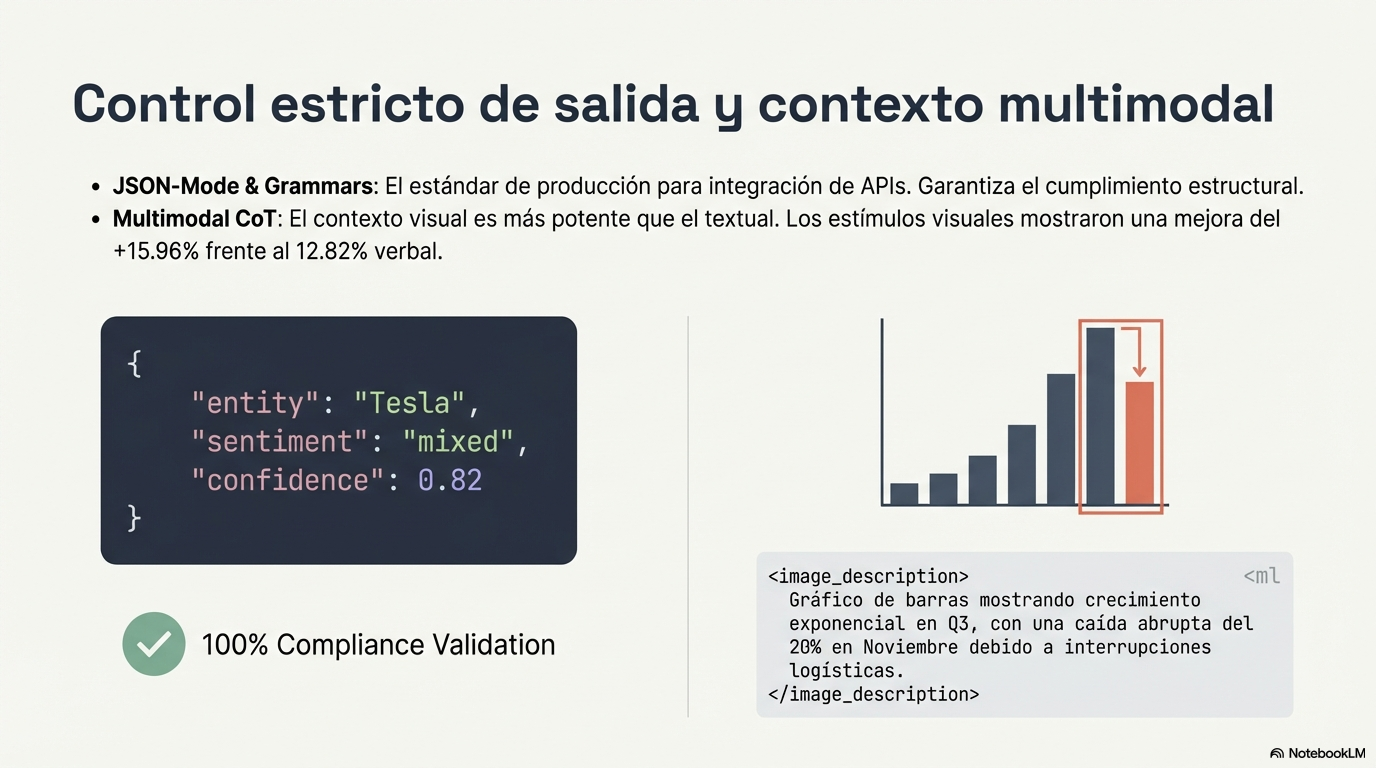 Control estricto de salida y contexto multimodal
• JSON-Mode & Grammars: El estándar de producción para integración de APIs. Garantiza el cumplimiento estructural.
• Multimodal CoT: El contexto visual es más potente que el textual. Los estímulos visuales mostraron una mejora del
+15.96% frente al 12.82% verbal.
{
"entity": "Tesla",
"sentiment": "mixed",
"confidence": 0.82
}
100% Compliance Validation
<image_description>
<ml
Gráfico de barras mostrando crecimiento
exponencial en Q3, con una caída abrupta del
20% en Noviembre debido a interrupciones
logísticas.
</image_description>
NotebookLM